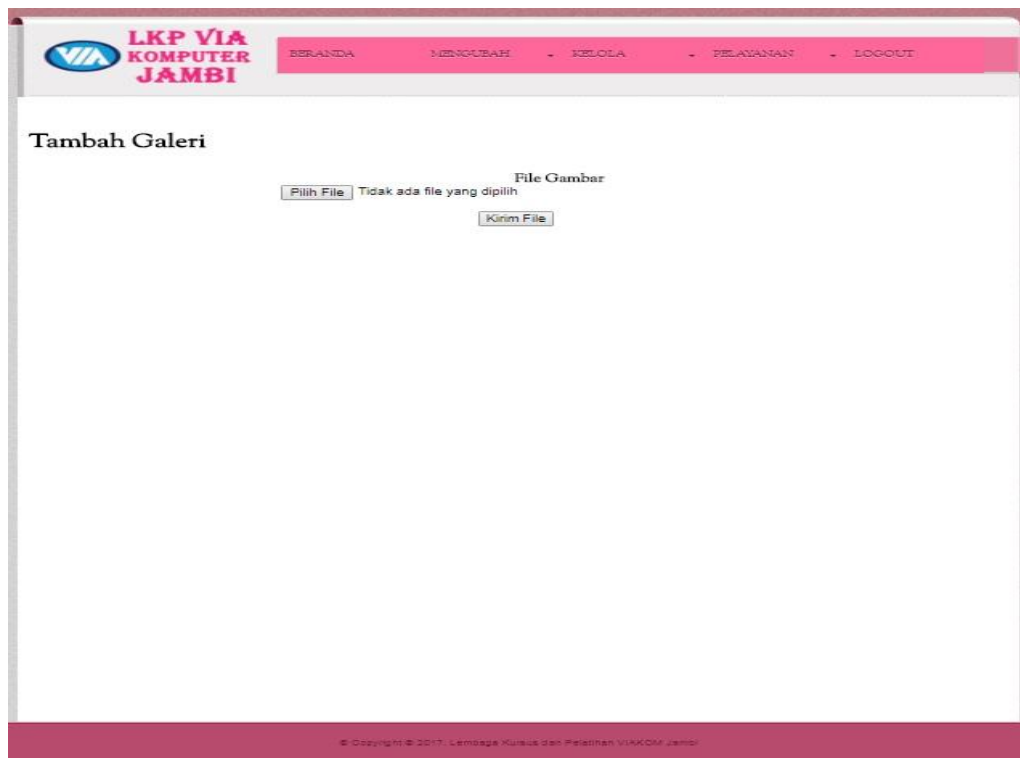 LKP VIA
KOMPUTER
JAMBI
VIA
BERANDA MENGUBAH KELOLA PELAYANAN LOGOUT
Tambah Galeri
File Gambar
Pilih File Tidak ada file yang dipilih
Kirim File
© Copyright © 2017. Lembaga Kursus dan Pelatihan VIAKOM Jambi